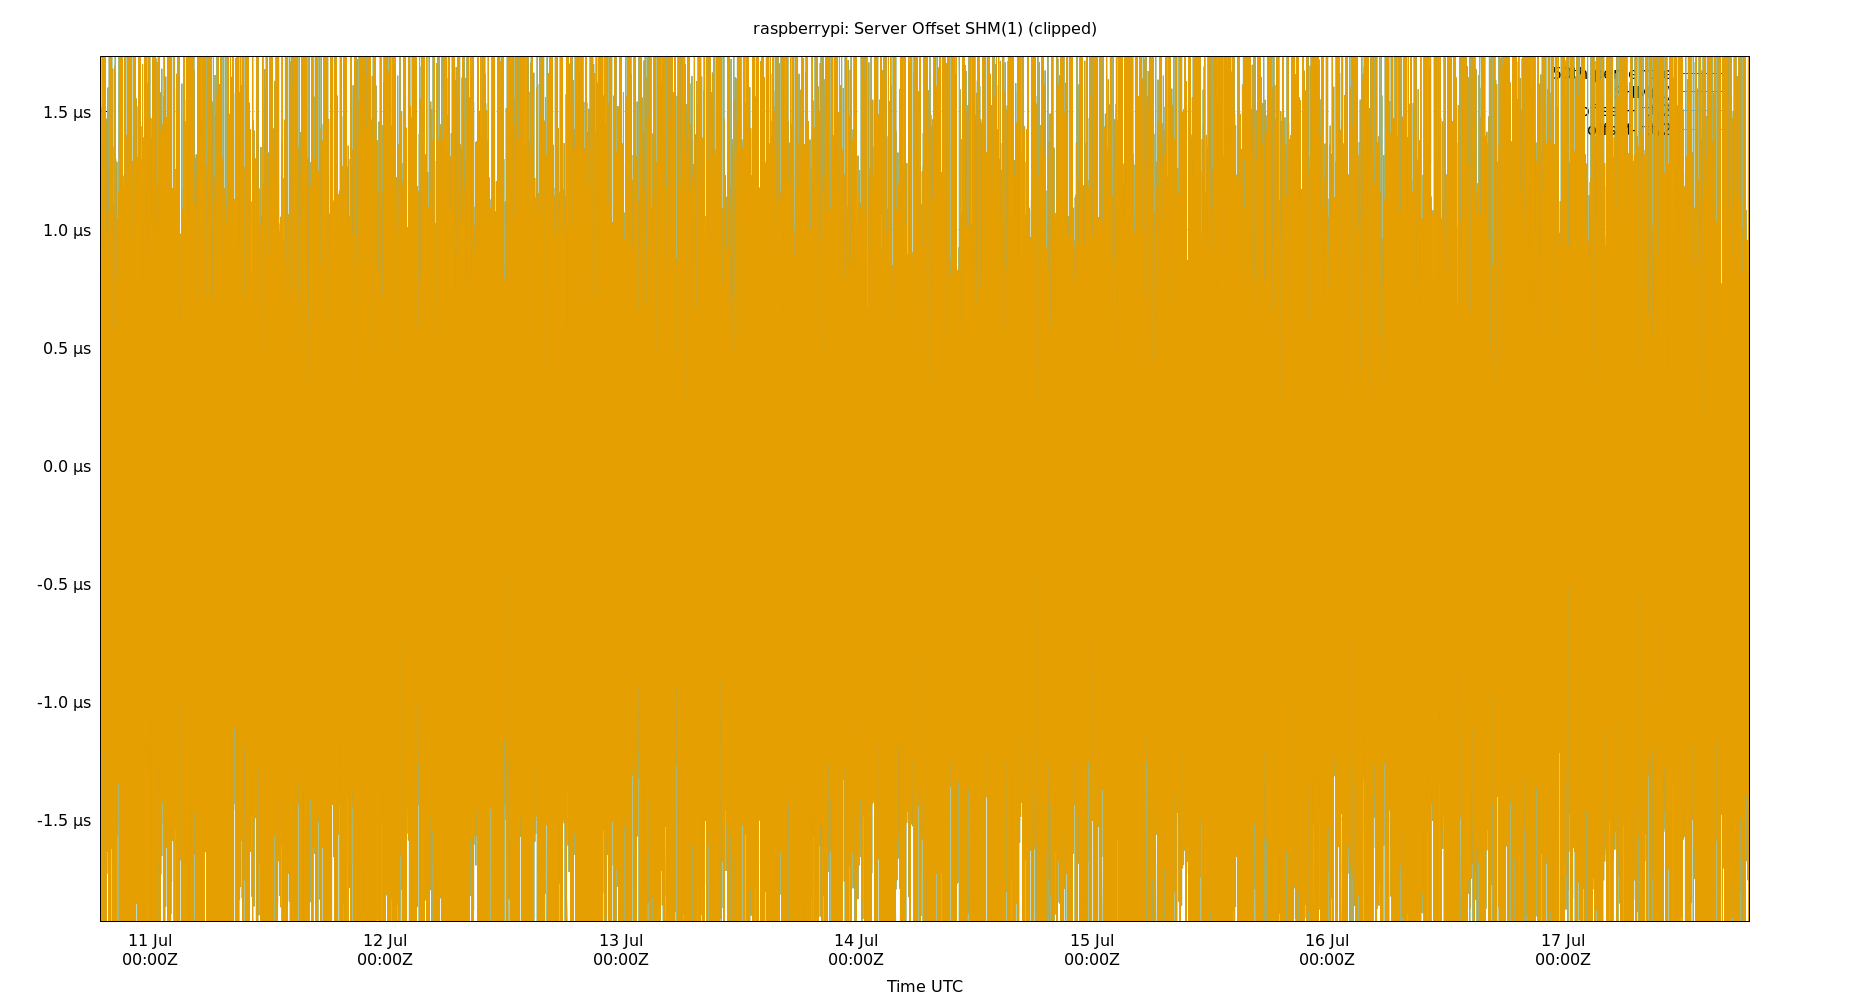 raspberrypi: Server Offset SHM(1) (clipped)
1.5 µs
1.0 µs
0.5 µs
0.0 µs
-0.5 µs
-1.0 µs
-1.5 µs
11 Jul 12 Jul 13 Jul 14 Jul 15 Jul 16 Jul 17 Jul
00:00Z 00:00Z 00:00Z 00:00Z 00:00Z 00:00Z 00:00Z
Time UTC